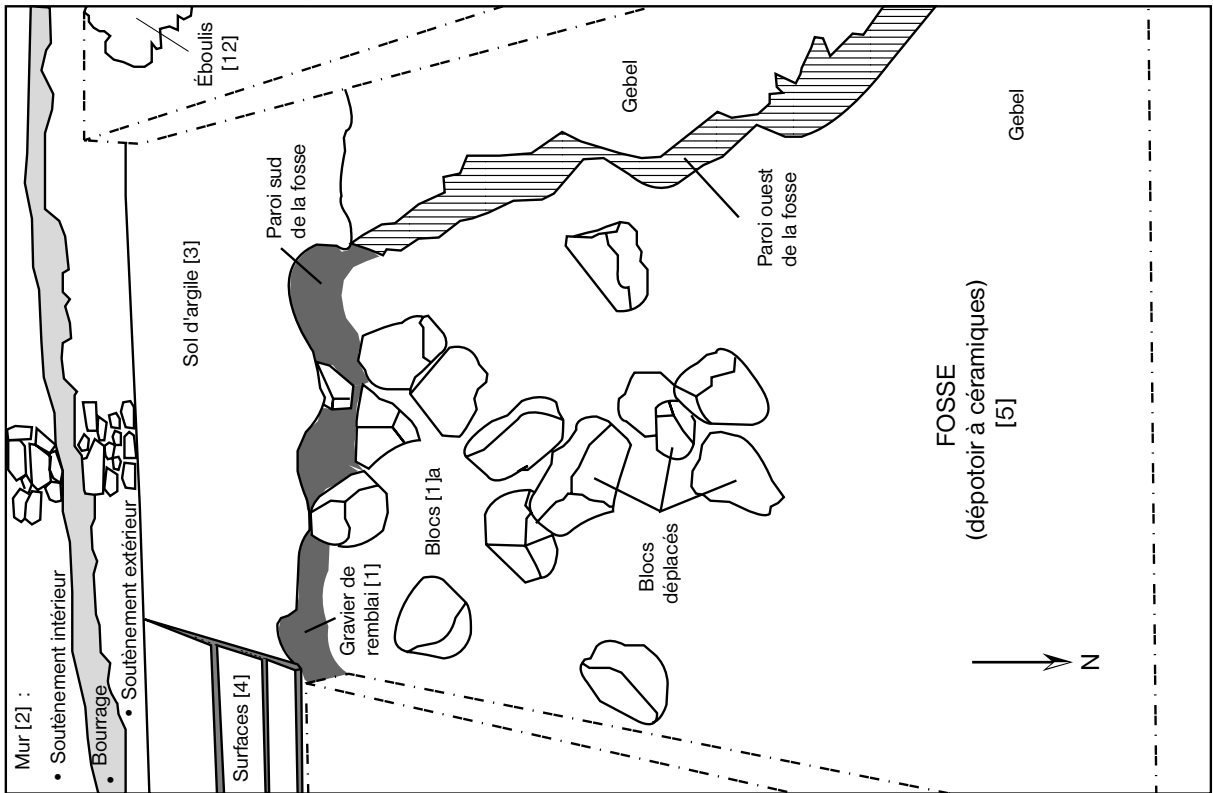 Mur [2] :
• Soutènement intérieur
• Bourrage
• Soutènement extérieur
Surfaces [4]
Sol d'argile [3]
Éboulis
[12]
Paroi sud
de la fosse
Gravier de
remblai [1]
Blocs [1]a
Gebel
Paroi ouest
de la fosse
Blocs
déplacés
FOSSE
(dépotoir à céramiques)
[5]
Gebel
N